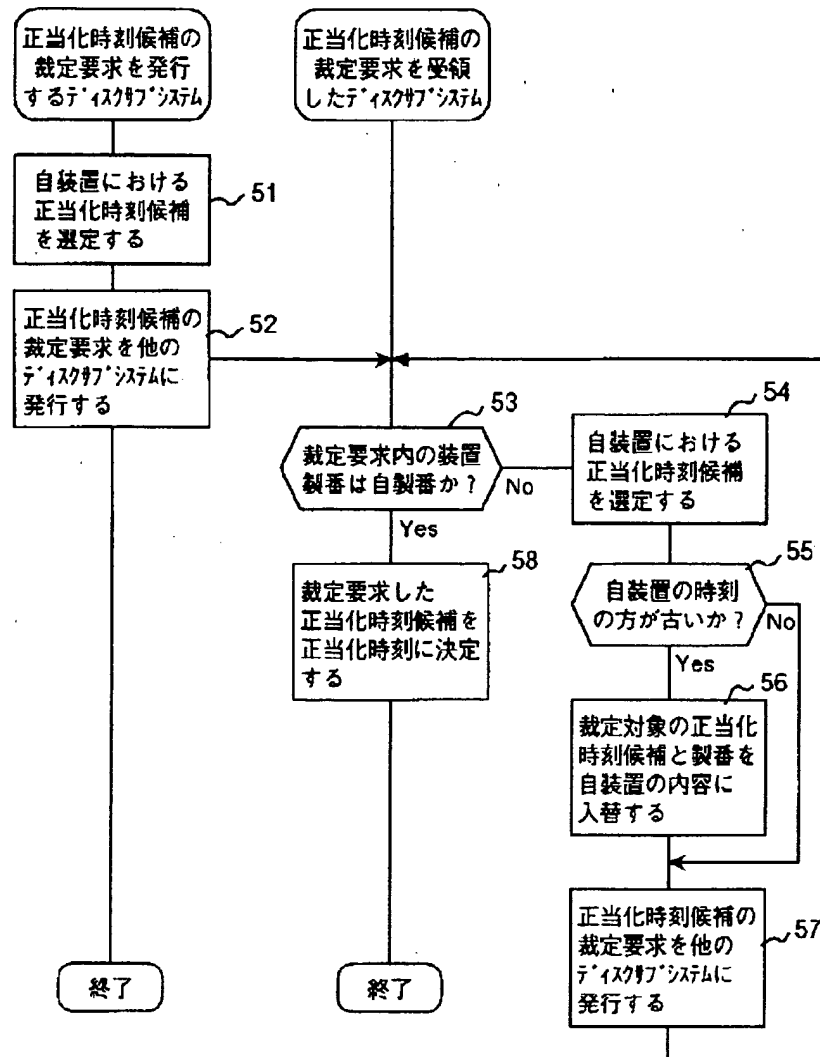 正当化時刻候補の
裁定要求を発行
するディスクサブシステム
正当化時刻候補の
裁定要求を受領
したディスクサブシステム
自装置における
正当化時刻候補
を選定する
51
正当化時刻候補の
裁定要求を他の
ディスクサブシステムに
発行する
52
裁定要求内の装置
製番は自製番か?
53
No
Yes
自装置における
正当化時刻候補
を選定する
54
自装置の時刻
の方が古いか?
55
No
Yes
裁定要求した
正当化時刻候補を
正当化時刻に決定
する
58
裁定対象の正当化
時刻候補と製番を
自装置の内容に
入替する
56
正当化時刻候補の
裁定要求を他の
ディスクサブシステムに
発行する
57
終了
終了